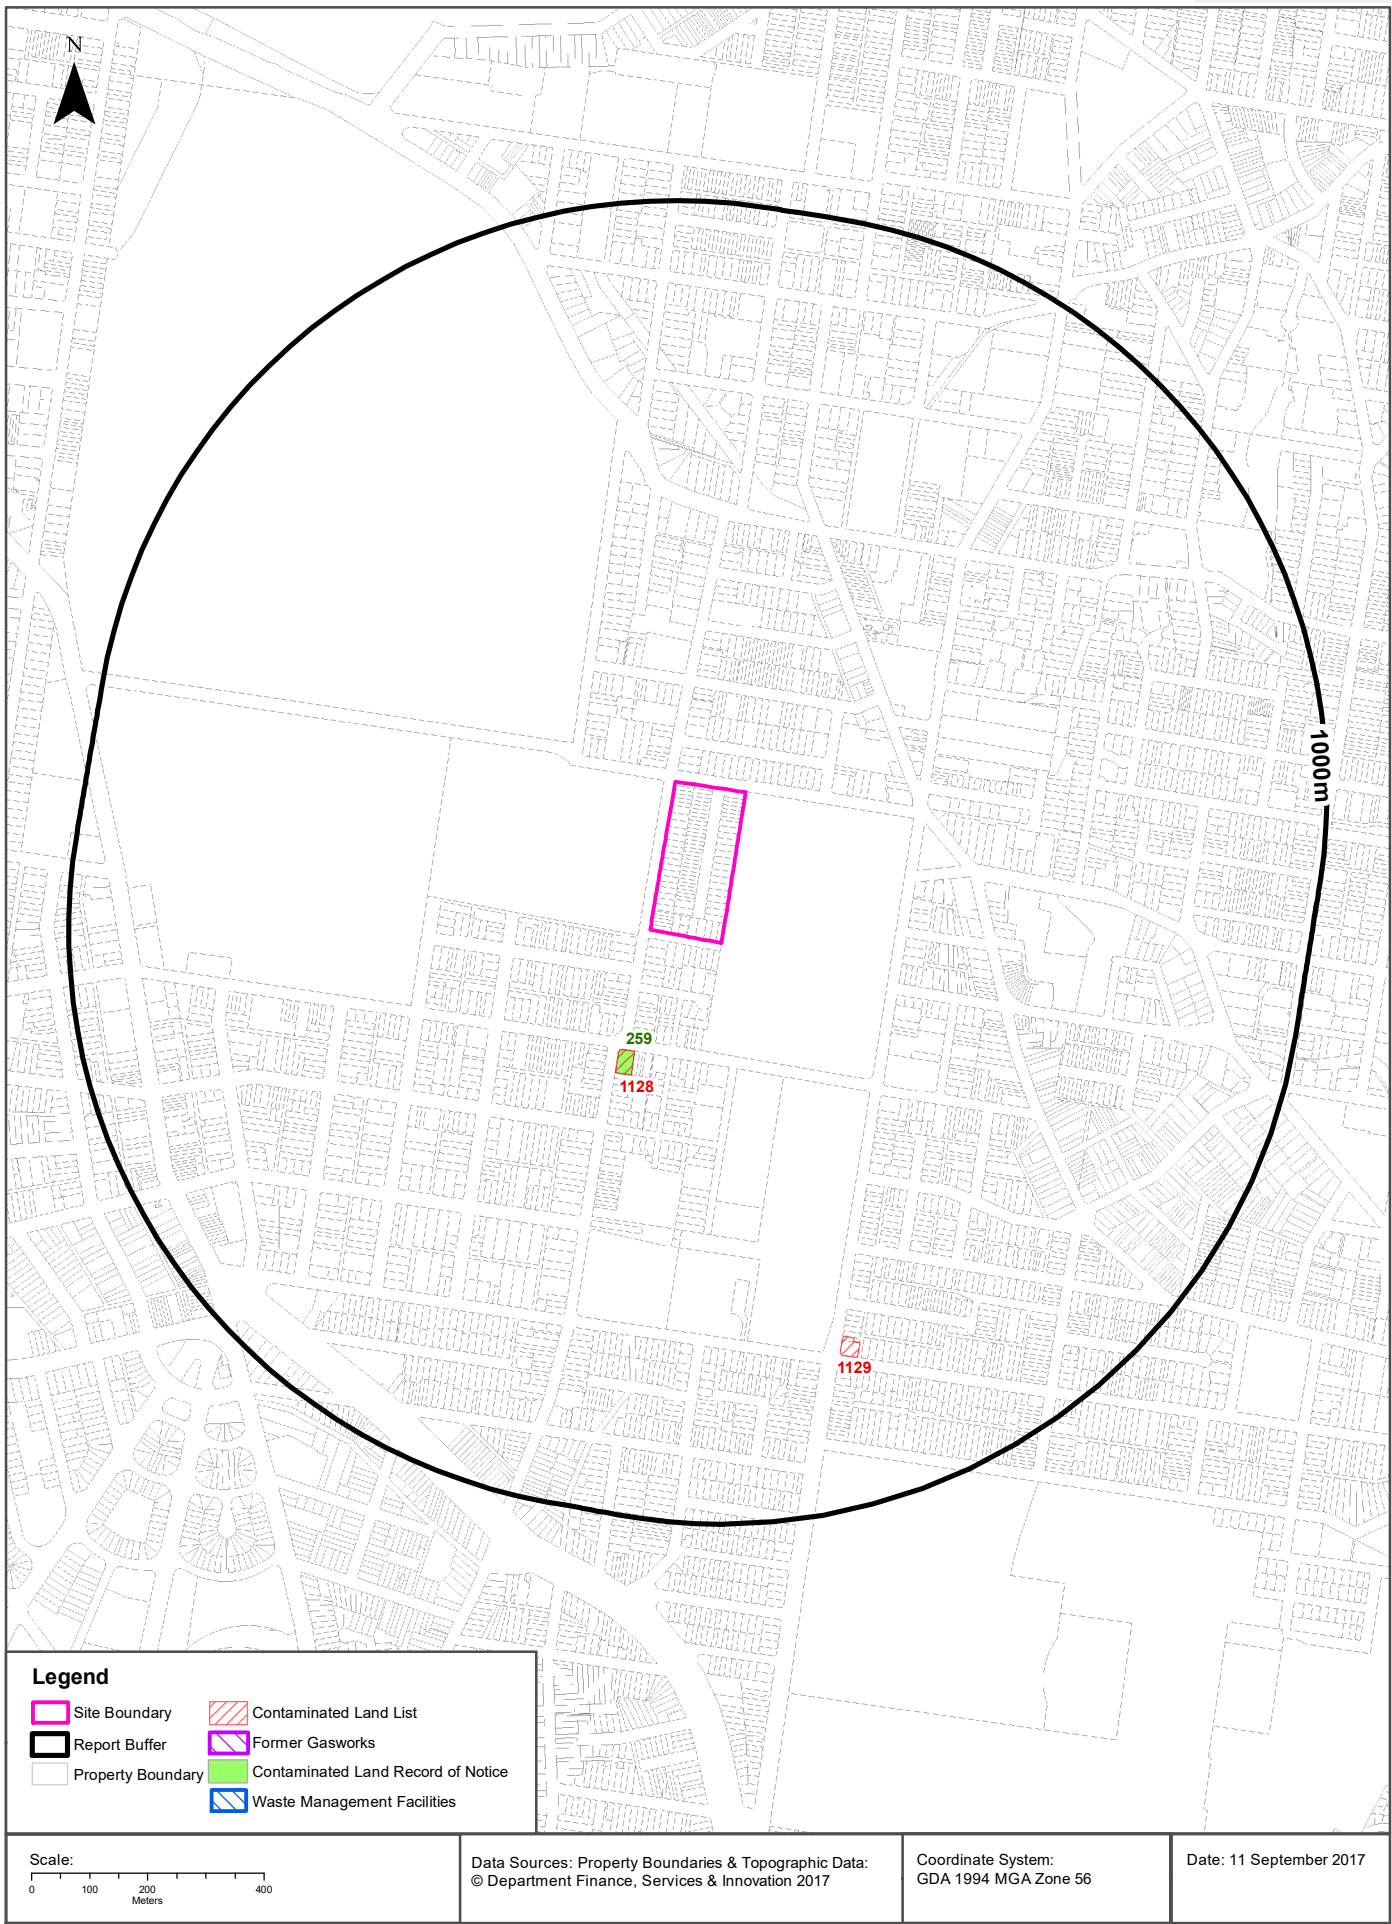 N
1000m
259
1128
1129
Legend
Site Boundary
Report Buffer
Property Boundary
Contaminated Land List
Former Gasworks
Contaminated Land Record of Notice
Waste Management Facilities
Scale:
0 100 200 400
Meters
Data Sources: Property Boundaries & Topographic Data:
© Department Finance, Services & Innovation 2017
Coordinate System:
GDA 1994 MGA Zone 56
Date: 11 September 2017